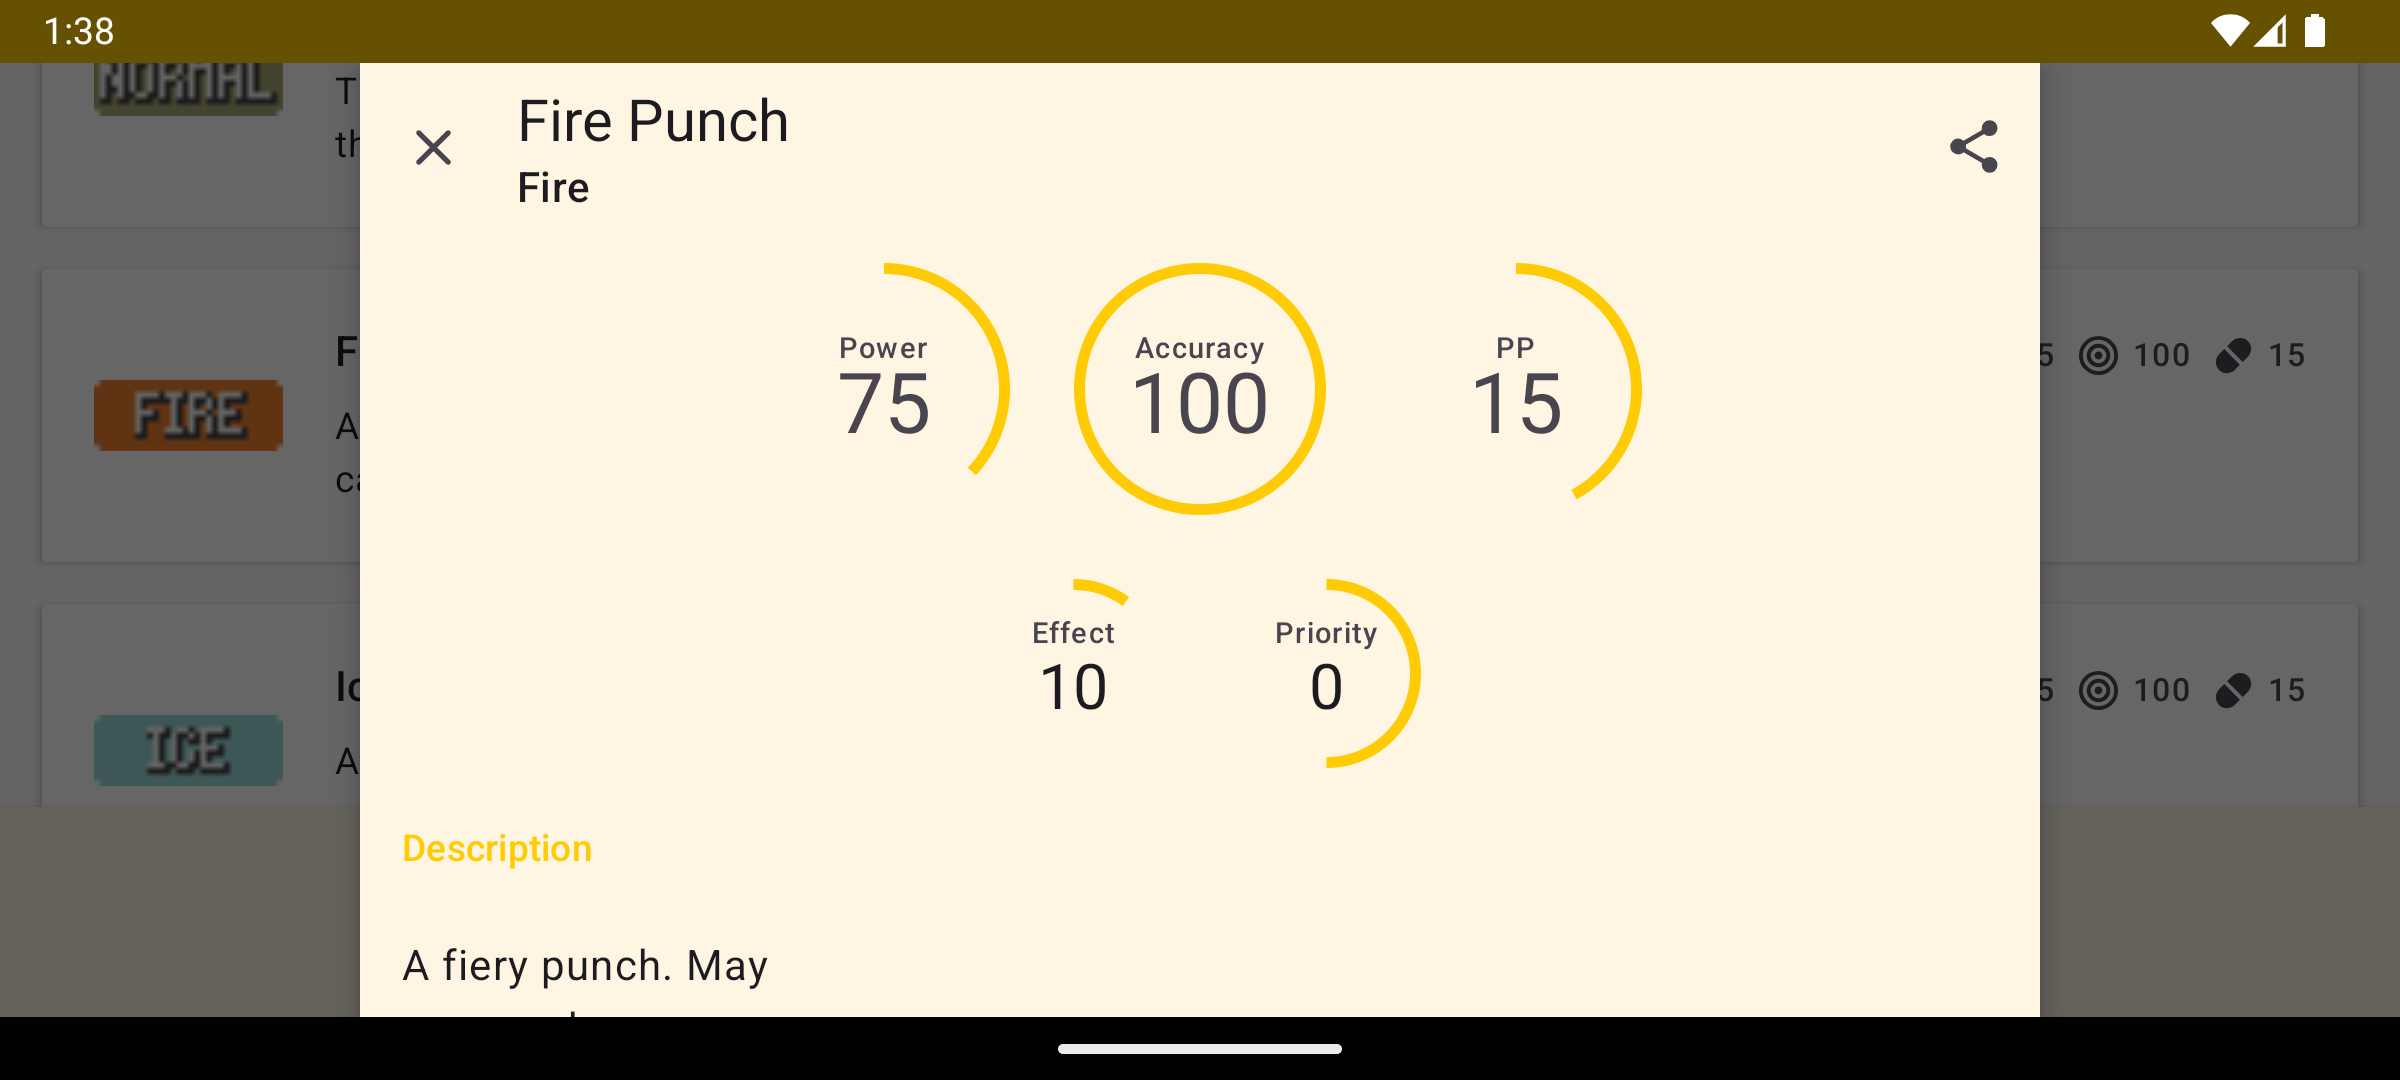 1:38
NORMAL
T
th
Fire Punch
Fire
Power
75
Accuracy
100
PP
15
F
5
100
15
FIRE
A
ca
Effect
10
Priority
0
Ic
5
100
15
ICE
A
Description
A fiery punch. May